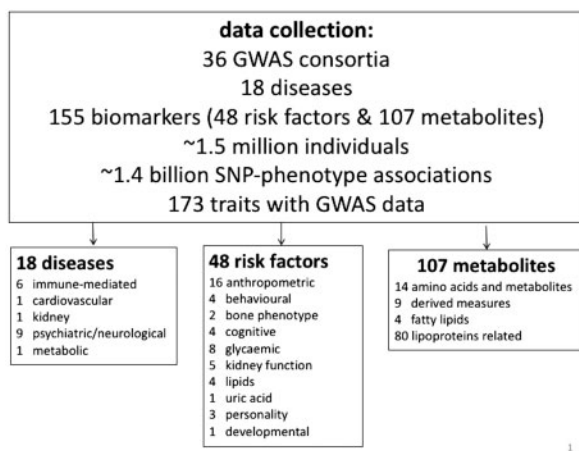 data collection:
36 GWAS consortia
18 diseases
155 biomarkers (48 risk factors & 107 metabolites)
~1.5 million individuals
~1.4 billion SNP-phenotype associations
173 traits with GWAS data
18 diseases
6 immune-mediated
1 cardiovascular
1 kidney
9 psychiatric/neurological
1 metabolic
48 risk factors
16 anthropometric
4 behavioural
2 bone phenotype
4 cognitive
8 glycaemic
5 kidney function
4 lipids
1 uric acid
3 personality
1 developmental
107 metabolites
14 amino acids and metabolites
9 derived measures
4 fatty lipids
80 lipoproteins related
1